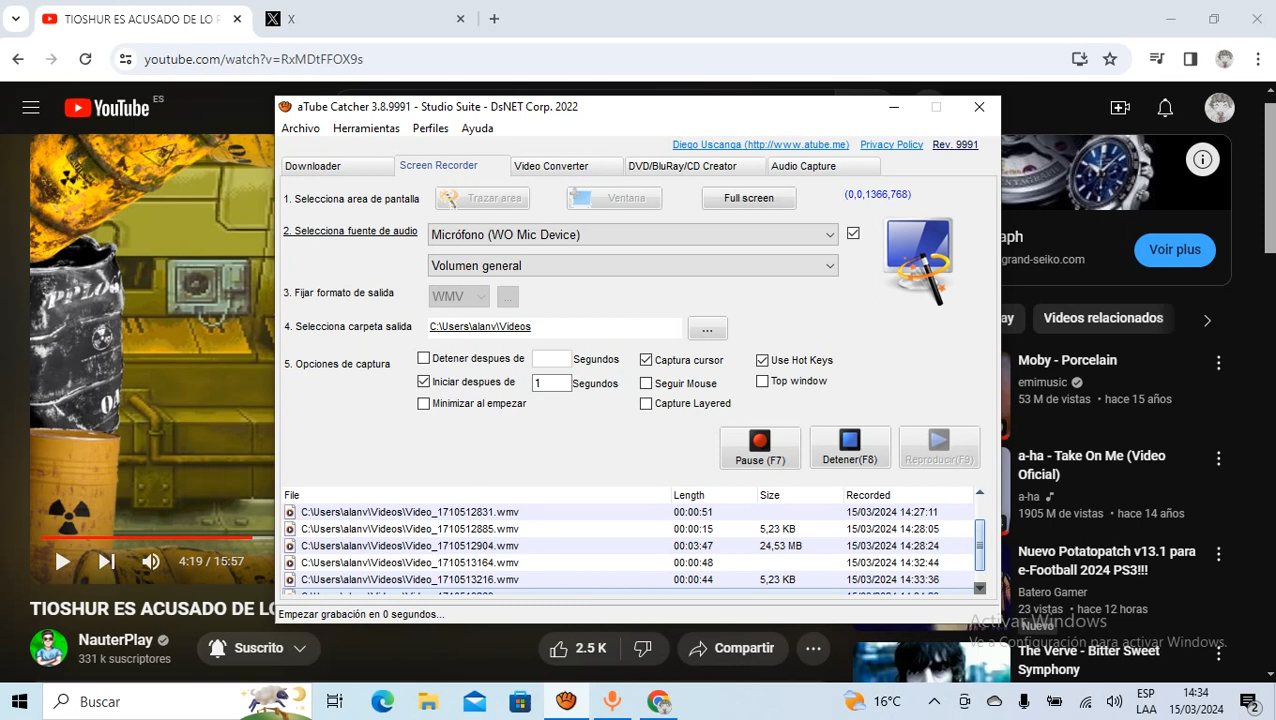 TIOSHUR ES ACUSADO DE LO
X
youtube.com/watch?v=RxMDtFFOX9s
YouTube ES
aTube Catcher 3.8.9991 - Studio Suite - DsNET Corp. 2022
Archivo Herramientas Perfiles Ayuda
Diego Uscanga (http://www.atube.me) Privacy Policy Rev. 9991
Downloader Screen Recorder Video Converter DVD/BluRay/CD Creator Audio Capture
1. Selecciona area de pantalla Trazar area Ventana Full screen (0,0,1366,768)
2. Selecciona fuente de audio Micrófono (WO Mic Device)
Volumen general
3. Fijar formato de salida WMV ...
4. Selecciona carpeta salida C:\Users\alanv\Videos ...
5. Opciones de captura
Detener despues de Segundos Captura cursor Use Hot Keys
Iniciar despues de 1 Segundos Seguir Mouse Top window
Minimizar al empezar Capture Layered
Pause (F7) Detener(F8) Reproducir(F9)
File Length Size Recorded
C:\Users\alanv\Videos\Video_1710512831.wmv 00:00:51 15/03/2024 14:27:11
C:\Users\alanv\Videos\Video_1710512885.wmv 00:00:15 5,23 KB 15/03/2024 14:28:05
C:\Users\alanv\Videos\Video_1710512904.wmv 00:03:47 24,53 MB 15/03/2024 14:28:24
C:\Users\alanv\Videos\Video_1710513164.wmv 00:00:48 15/03/2024 14:32:44
C:\Users\alanv\Videos\Video_1710513216.wmv 00:00:44 5,23 KB 15/03/2024 14:33:36
Empezar grabación en 0 segundos...
aph
grand-seiko.com
Voir plus
Videos relacionados
Moby - Porcelain
emimusic
53 M de vistas • hace 15 años
a-ha - Take On Me (Video
Oficial)
a-ha
1905 M de vistas • hace 14 años
Nuevo Potatopatch v13.1 para
e-Football 2024 PS3!!!
Batero Gamer
23 vistas • hace 12 horas
Nuevo
The Verve - Bitter Sweet
Symphony
Activar Windows
Ve a Configuración para activar Windows.
4:19 / 15:57
TIOSHUR ES ACUSADO DE LO
NauterPlay
331 k suscriptores
Suscrito
2.5 K
Compartir
Buscar
16°C
ESP
LAA
14:34
15/03/2024
2